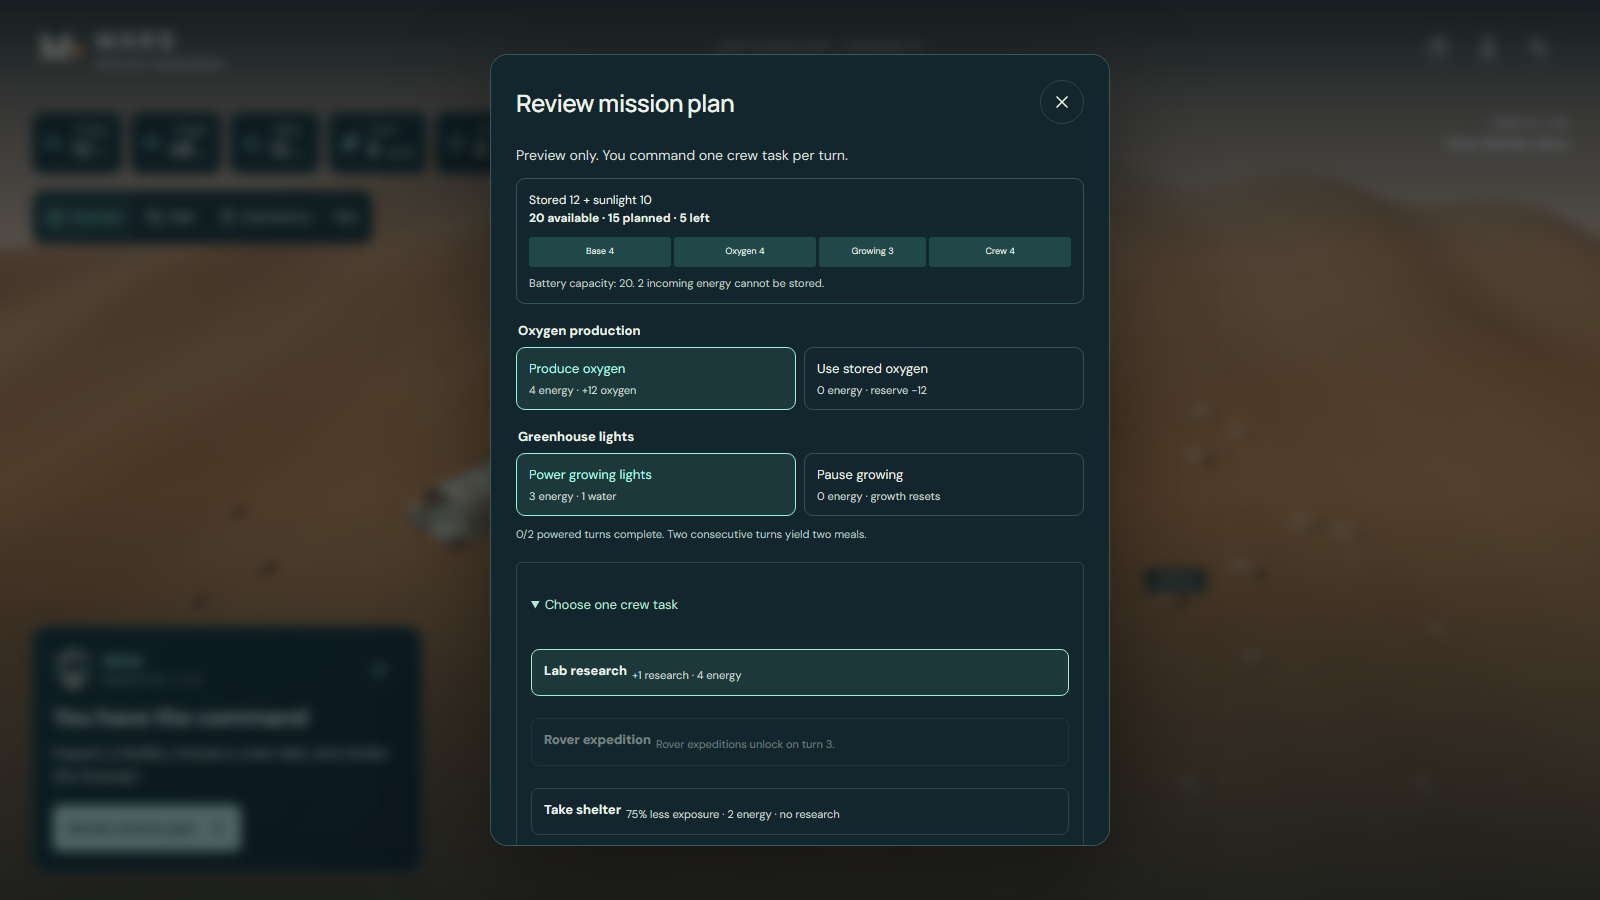 MARS
Review mission plan
Preview only. You command one crew task per turn.
Stored 12 + sunlight 10
20 available · 15 planned · 5 left
Base 4
Oxygen 4
Growing 3
Crew 4
Battery capacity: 20. 2 incoming energy cannot be stored.
Oxygen production
Produce oxygen
4 energy · +12 oxygen
Use stored oxygen
0 energy · reserve -12
Greenhouse lights
Power growing lights
3 energy · 1 water
Pause growing
0 energy · growth resets
0/2 powered turns complete. Two consecutive turns yield two meals.
▼ Choose one crew task
Lab research +1 research · 4 energy
Rover expedition Rover expeditions unlock on turn 3.
Take shelter 75% less exposure · 2 energy · no research
You have the command